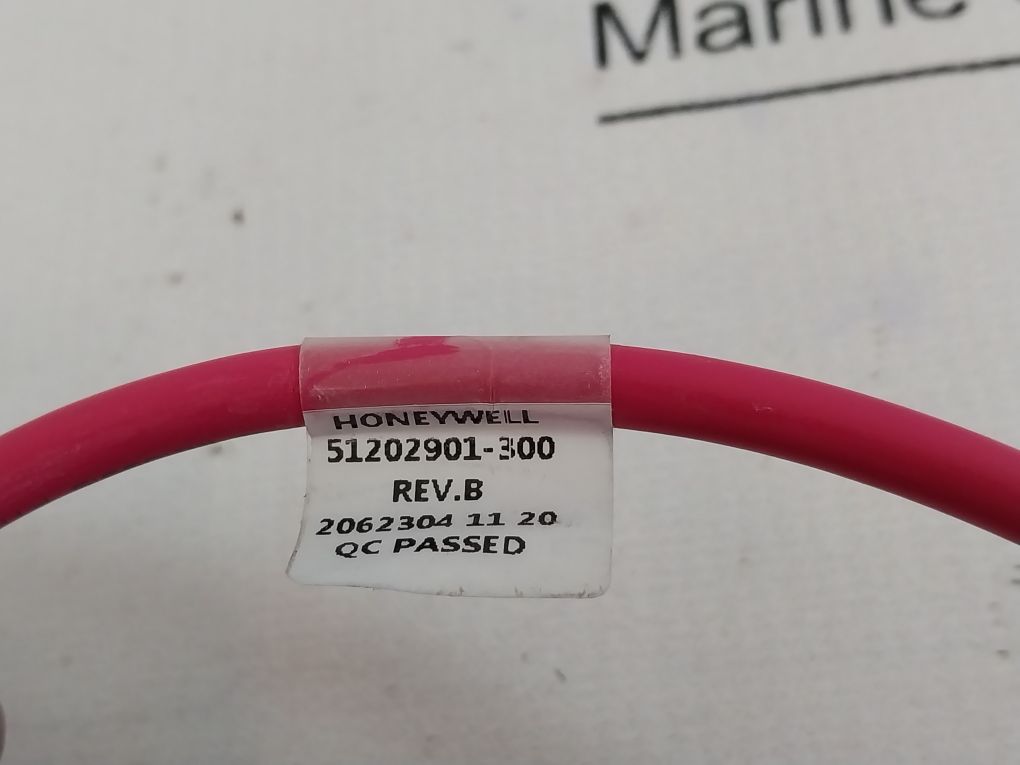 Marine
HONEYWELL
51202901-300
REV.B
2062304 11 20
QC PASSED